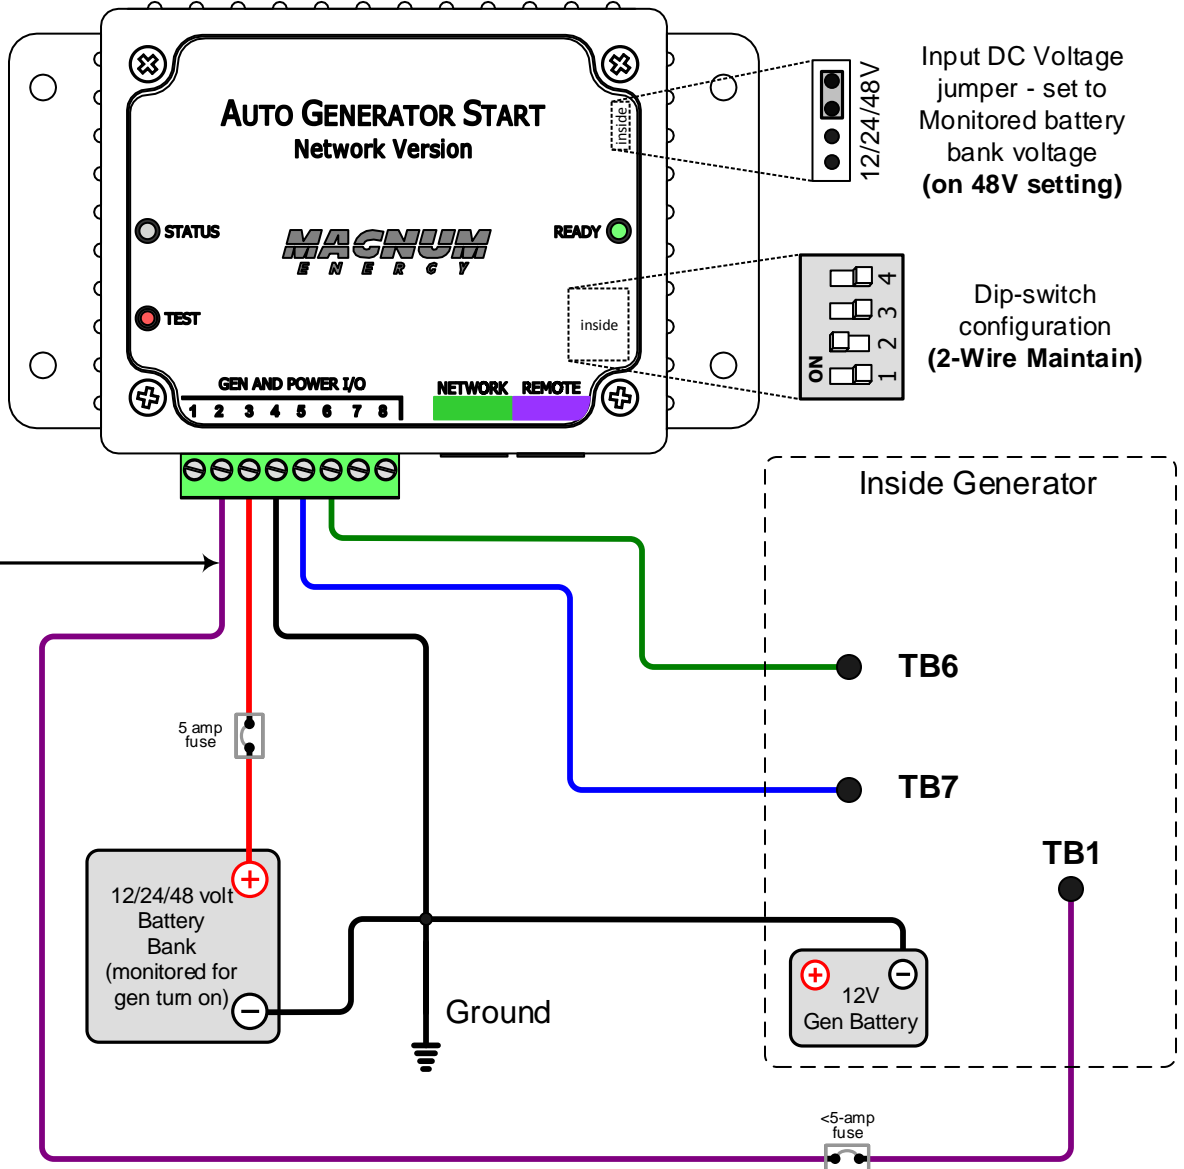 AUTO GENERATOR START
Network Version
inside
12/24/48V
Input DC Voltage
jumper - set to
Monitored battery
bank voltage
(on 48V setting)
STATUS
MAGNUM
ENERGY
READY
TEST
inside
ON
4
3
2
1
Dip-switch
configuration
(2-Wire Maintain)
GEN AND POWER I/O
1 2 3 4 5 6 7 8
NETWORK REMOTE
Inside Generator
TB6
TB7
TB1
5 amp
fuse
12/24/48 volt
Battery
Bank
(monitored for
gen turn on)
Ground
12V
Gen Battery
<5-amp
fuse